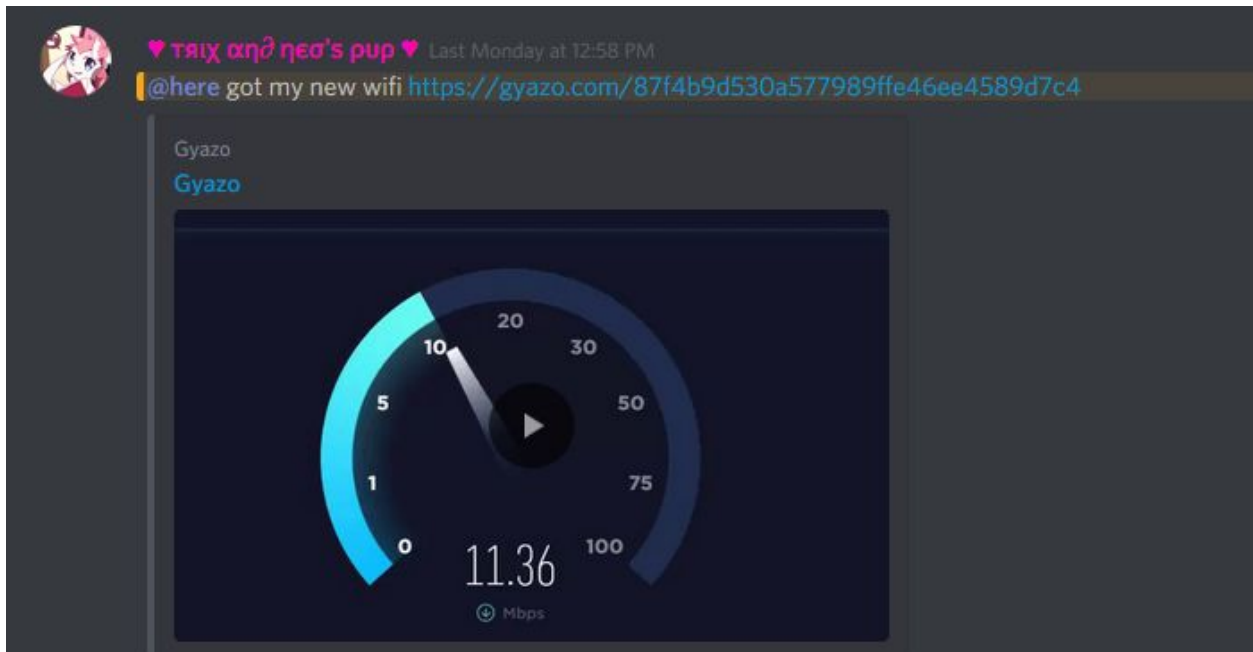 ♥ тяιχ αη∂ ηєσ's ρυρ ♥ Last Monday at 12:58 PM
@here got my new wifi https://gyazo.com/87f4b9d530a577989ffe46ee4589d7c4
Gyazo
Gyazo
20
10
30
5
50
1
75
0
100
11.36
Mbps